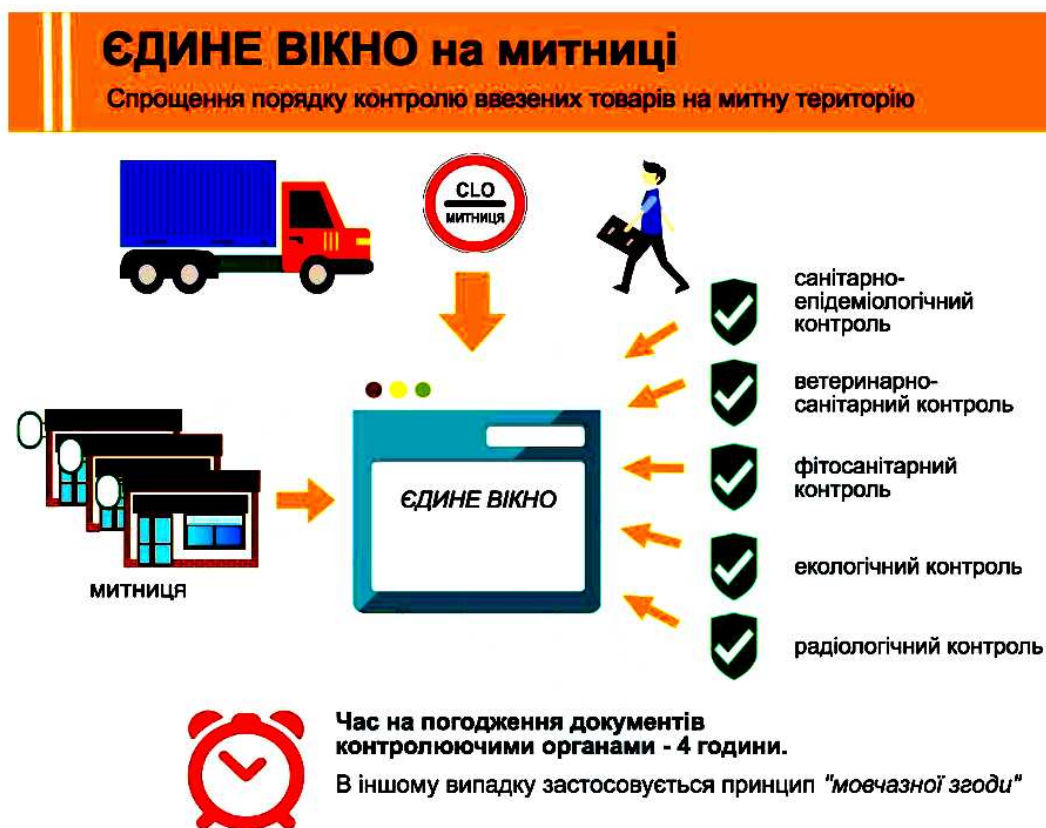 ЄДИНЕ ВІКНО на митниці
Спрощення порядку контролю ввезених товарів на митну територію
CLO
МИТНИЦЯ
санітарно-
епідеміологічний
контроль
ветеринарно-
санітарний контроль
фітосанітарний
контроль
екологічний контроль
радіологічний контроль
ЄДИНЕ ВІКНО
МИТНИЦЯ
Час на погодження документів
контролюючими органами - 4 години.
В іншому випадку застосовується принцип "мовчазної згоди"